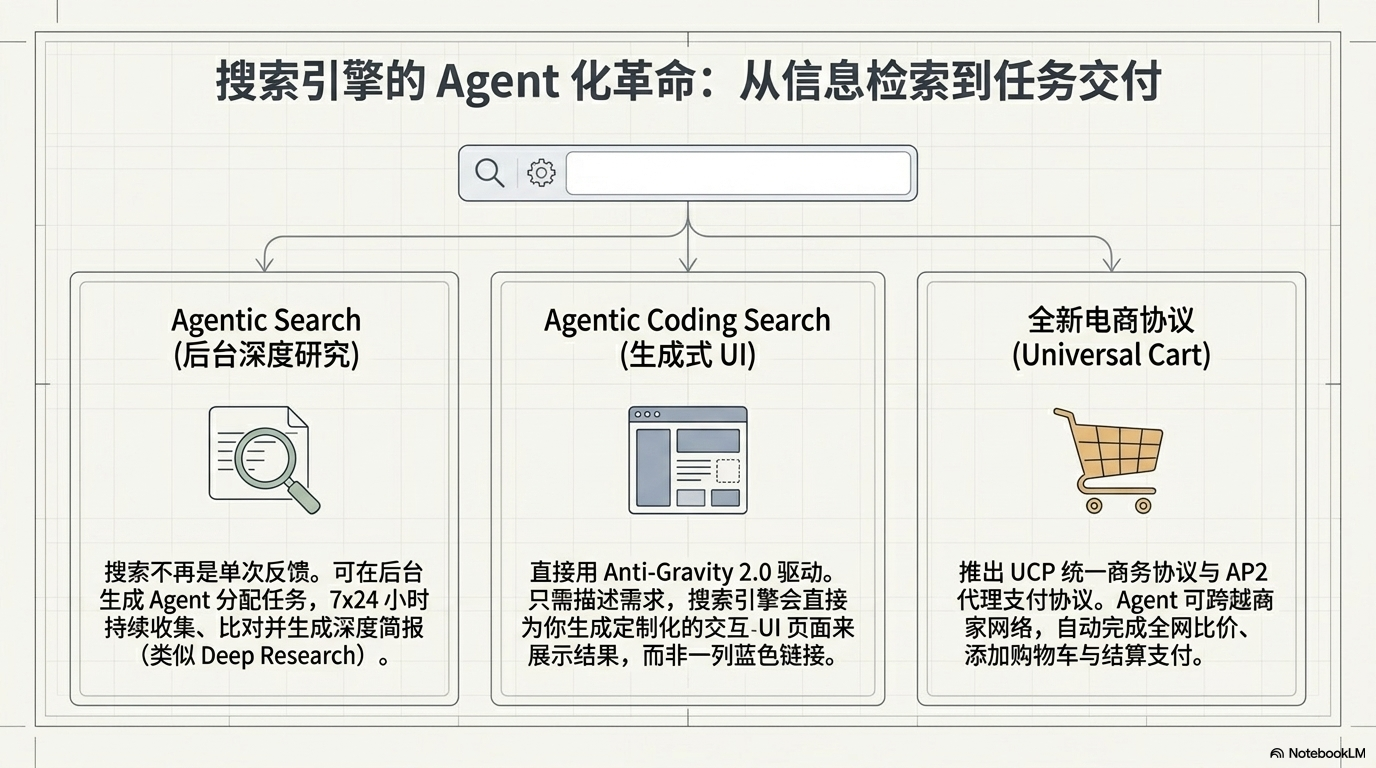 搜索引擎的 Agent 化革命：从信息检索到任务交付
Agentic Search
(后台深度研究)
搜索不再是单次反馈。可在后台
生成 Agent 分配任务，7x24 小时
持续收集、比对并生成深度简报
（类似 Deep Research）。
Agentic Coding Search
(生成式 UI)
直接用 Anti-Gravity 2.0 驱动。
只需描述需求，搜索引擎会直接
为你生成定制化的交互-UI 页面来
展示结果，而非一列蓝色链接。
全新电商协议
(Universal Cart)
推出 UCP 统一商务协议与 AP2
代理支付协议。Agent 可跨越商
家网络，自动完成全网比价、
添加购物车与结算支付。
NotebookLM